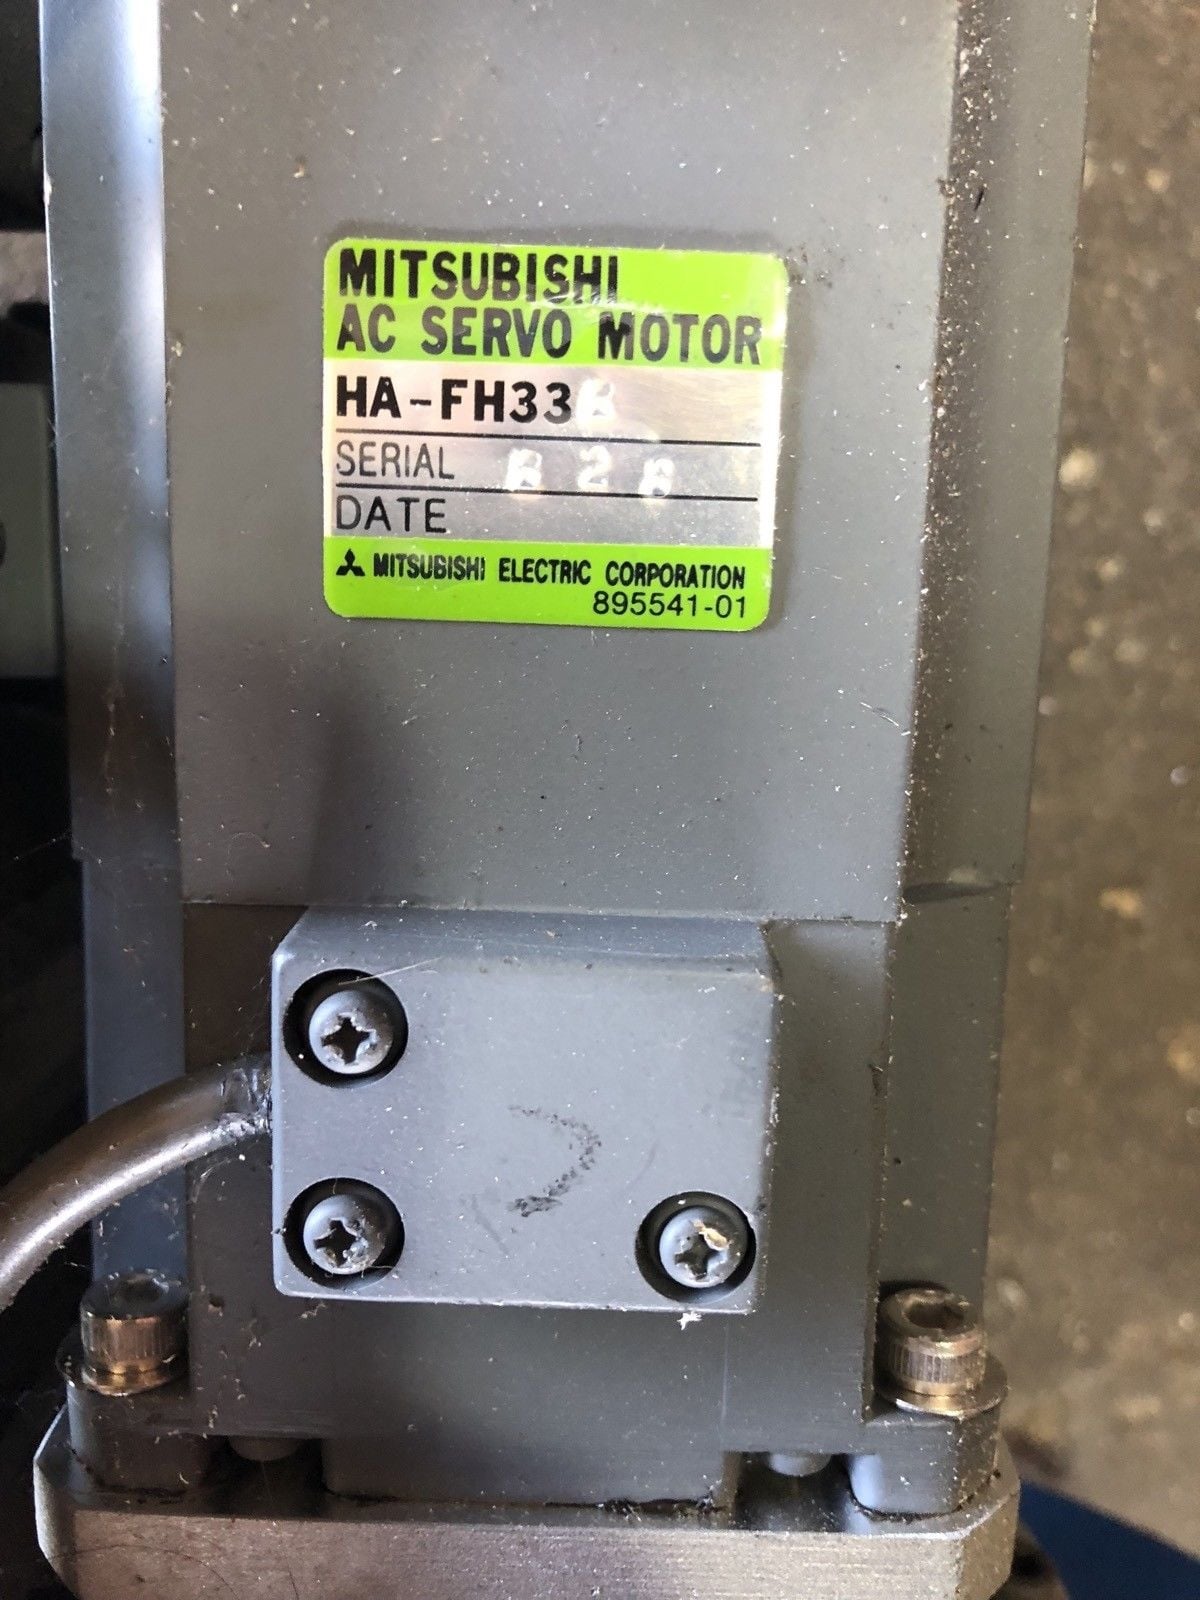 MITSUBISHI
AC SERVO MOTOR
HA-FH33
SERIAL
DATE
MITSUBISHI ELECTRIC CORPORATION
895541-01